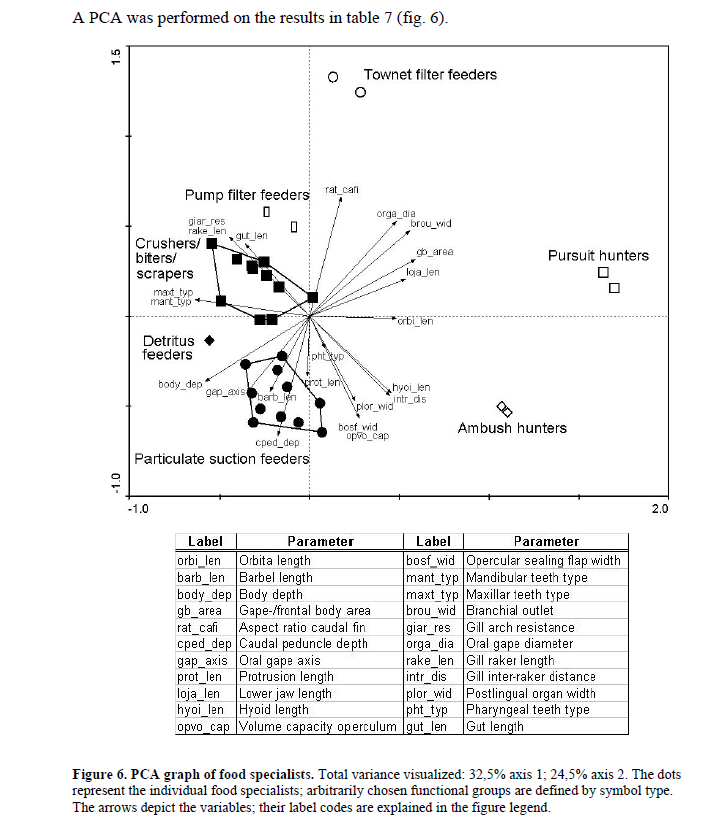 A PCA was performed on the results in table 7 (fig. 6).
1.5
Townet filter feeders
rat_cafi
Pump filter feeders
orga_dia
giar_res
brou_wid
rake_len
gut_len
Crushers/
biters/
scrapers
gb_area
Pursuit hunters
loja_len
maxt_typ
mant_typ
orbi_len
Detritus
feeders
pht_typ
prot_len
body_dep
gap_axis
barb_len
hyoi_len
intr_dis
plor_wid
bosf_wid
opvo_cap
Ambush hunters
cped_dep
Particulate suction feeders
-1.0
-1.0
2.0
Label Parameter Label Parameter
orbi_len Orbita length bosf_wid Opercular sealing flap width
barb_len Barbel length mant_typ Mandibular teeth type
body_dep Body depth maxt_typ Maxillar teeth type
gb_area Gape-/frontal body area brou_wid Branchial outlet
rat_cafi Aspect ratio caudal fin giar_res Gill arch resistance
cped_dep Caudal peduncle depth orga_dia Oral gape diameter
gap_axis Oral gape axis rake_len Gill raker length
prot_len Protrusion length intr_dis Gill inter-raker distance
loja_len Lower jaw length plor_wid Postlingual organ width
hyoi_len Hyoid length pht_typ Pharyngeal teeth type
opvo_cap Volume capacity operculum gut_len Gut length
Figure 6. PCA graph of food specialists. Total variance visualized: 32,5% axis 1; 24,5% axis 2. The dots
represent the individual food specialists; arbitrarily chosen functional groups are defined by symbol type.
The arrows depict the variables; their label codes are explained in the figure legend.